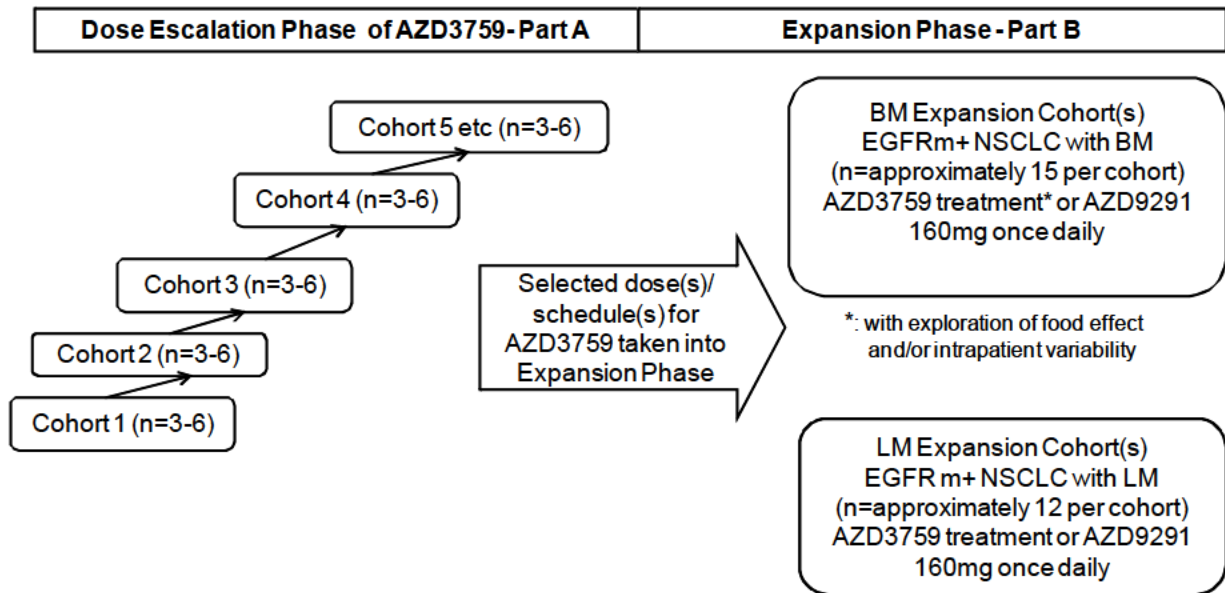 Dose Escalation Phase of AZD3759-Part A
Expansion Phase - Part B
Cohort 5 etc (n=3-6)
Cohort 4 (n=3-6)
Cohort 3 (n=3-6)
Cohort 2 (n=3-6)
Cohort 1 (n=3-6)
Selected dose(s)/
schedule(s) for
AZD3759 taken into
Expansion Phase
BM Expansion Cohort(s)
EGFRm+ NSCLC with BM
(n=approximately 15 per cohort)
AZD3759 treatment* or AZD9291
160mg once daily
*: with exploration of food effect
and/or intrapatient variability
LM Expansion Cohort(s)
EGFR m+ NSCLC with LM
(n=approximately 12 per cohort)
AZD3759 treatment or AZD9291
160mg once daily